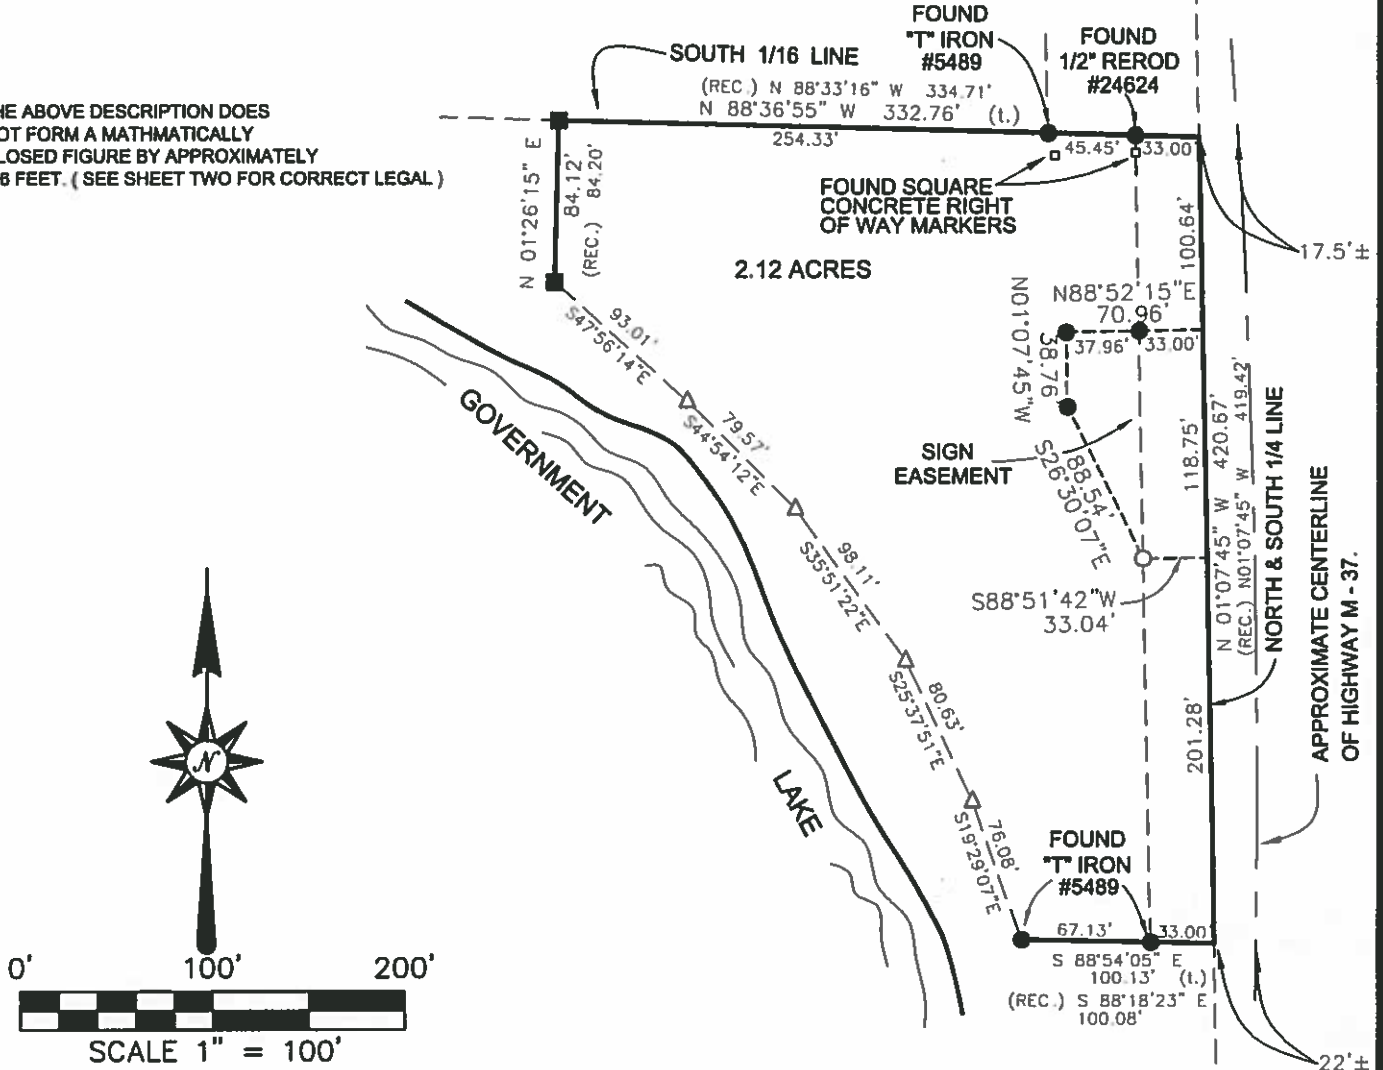 FOUND
"T" IRON
#5489
FOUND
1/2" REROD
#24624
SOUTH 1/16 LINE
(REC.) N 88°33'16" W 334.71'
N 88°36'55" W 332.76' (t.)
254.33'
45.45'
33.00'
HE ABOVE DESCRIPTION DOES
OT FORM A MATHMATICALLY
LOSED FIGURE BY APPROXIMATELY
6 FEET. ( SEE SHEET TWO FOR CORRECT LEGAL )
N 01°26'15" E
84.12'
(REC.) 84.20'
FOUND SQUARE
CONCRETE RIGHT
OF WAY MARKERS
100.64'
17.5'±
2.12 ACRES
N88°52'15"E
70.96'
37.96'
33.00'
N01°07'45"W
38.76
93.01'
S47°56'14"E
79.57'
S44°54'12"E
GOVERNMENT
SIGN
EASEMENT
88.54'
S26°30'07"E
118.75'
N 01°07'45" W 420.67'
(REC.) N01°07'45" W 419.42'
NORTH & SOUTH 1/4 LINE
APPROXIMATE CENTERLINE
OF HIGHWAY M - 37.
98.11'
S35°51'22"E
S88°51'42"W
33.04'
80.63'
S25°37'51"E
201.28'
N
LAKE
76.08'
S19°29'07"E
FOUND
"T" IRON
#5489
67.13'
33.00'
S 88°54'05" E
100.13' (t.)
(REC.) S 88°18'23" E
100.08'
22'±
0' 100' 200'
SCALE 1" = 100'